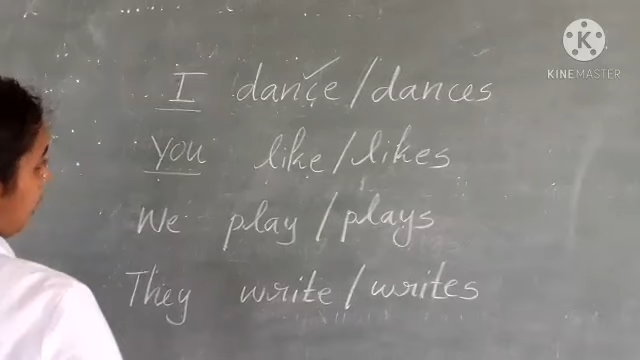 K
KINEMASTER
I dance/dances
You like/likes
We play/plays
They write/writes